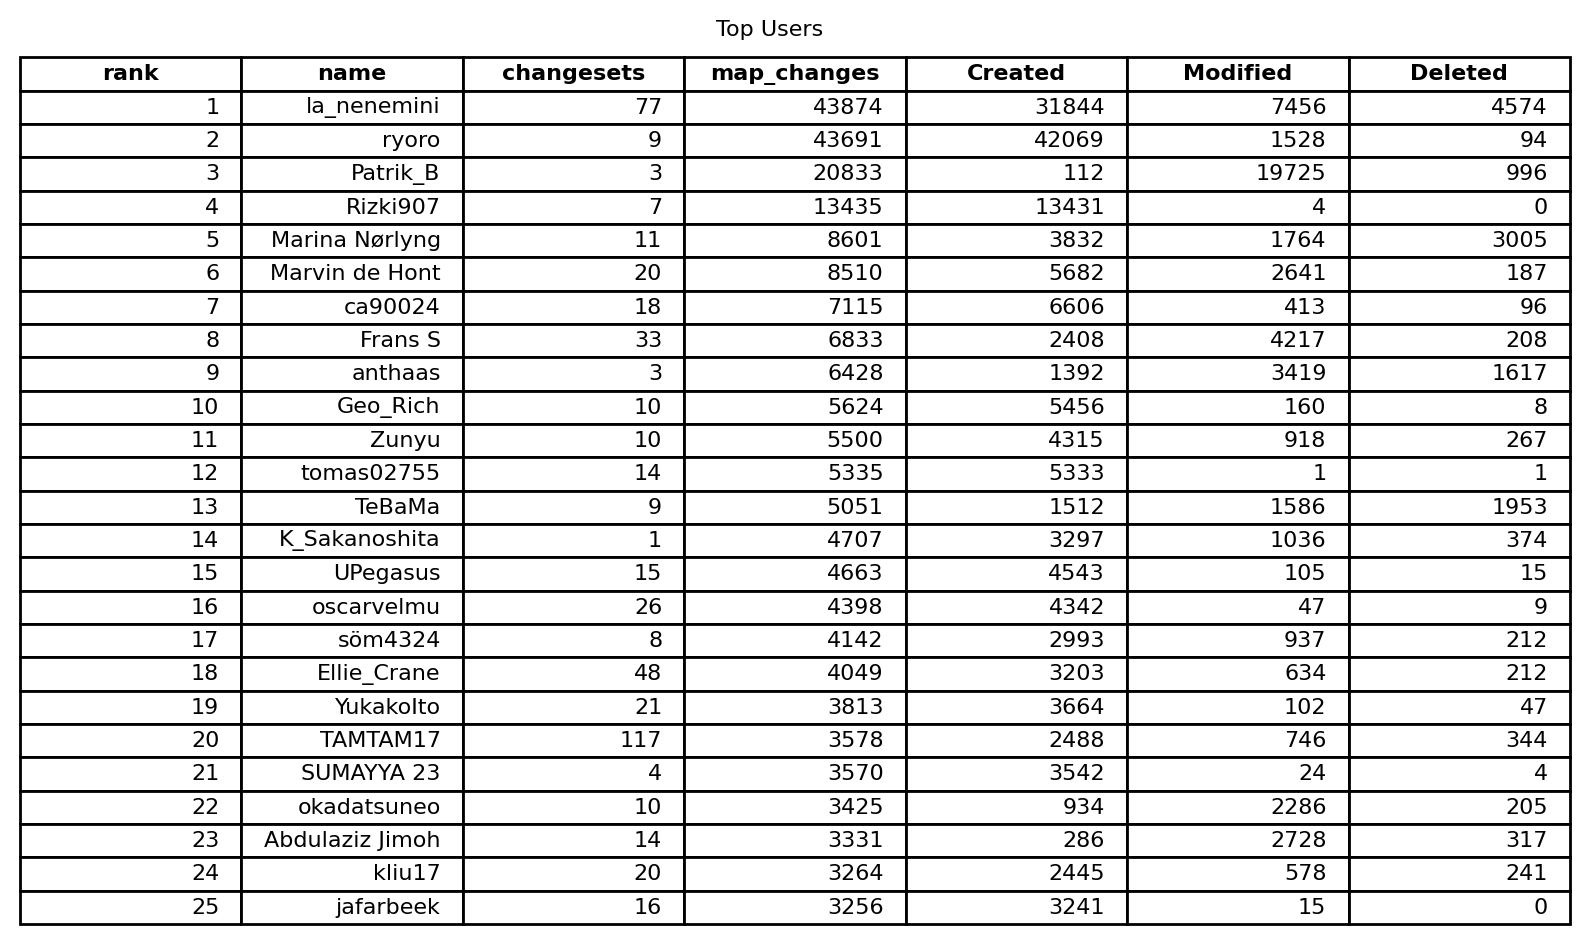 Top Users
rank name changesets map_changes Created Modified Deleted
1 la_nenemini 77 43874 31844 7456 4574
2 ryoro 9 43691 42069 1528 94
3 Patrik_B 3 20833 112 19725 996
4 Rizki907 7 13435 13431 4 0
5 Marina Nørlyng 11 8601 3832 1764 3005
6 Marvin de Hont 20 8510 5682 2641 187
7 ca90024 18 7115 6606 413 96
8 Frans S 33 6833 2408 4217 208
9 anthaas 3 6428 1392 3419 1617
10 Geo_Rich 10 5624 5456 160 8
11 Zunyu 10 5500 4315 918 267
12 tomas02755 14 5335 5333 1 1
13 TeBaMa 9 5051 1512 1586 1953
14 K_Sakanoshita 1 4707 3297 1036 374
15 UPegasus 15 4663 4543 105 15
16 oscarvelmu 26 4398 4342 47 9
17 söm4324 8 4142 2993 937 212
18 Ellie_Crane 48 4049 3203 634 212
19 YukakoIto 21 3813 3664 102 47
20 TAMTAM17 117 3578 2488 746 344
21 SUMAYYA 23 4 3570 3542 24 4
22 okadatsuneo 10 3425 934 2286 205
23 Abdulaziz Jimoh 14 3331 286 2728 317
24 kliu17 20 3264 2445 578 241
25 jafarbeek 16 3256 3241 15 0